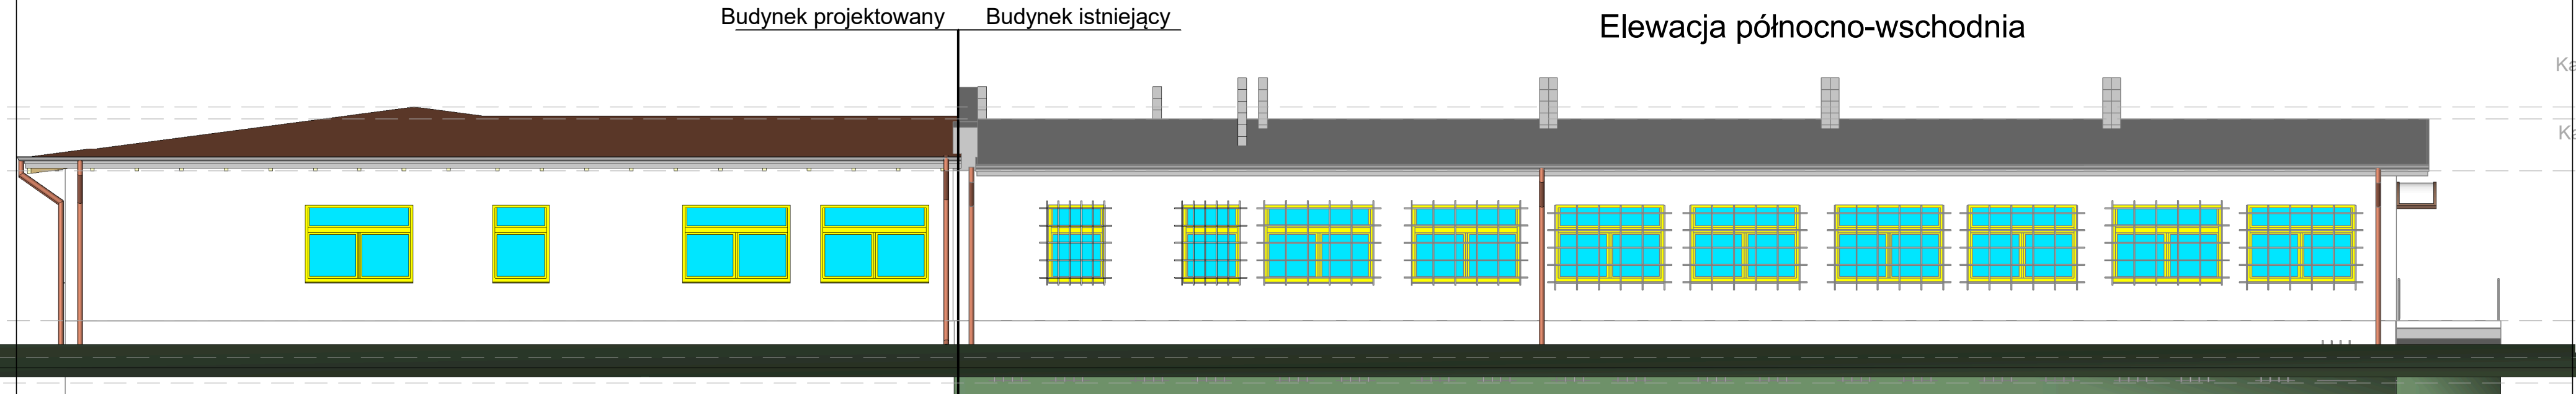 Budynek projektowany
Budynek istniejący
Elewacja północno-wschodnia